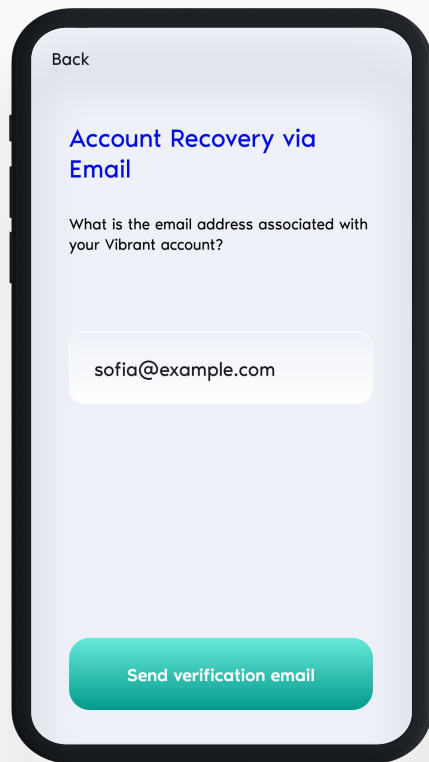 Back
Account Recovery via
Email
What is the email address associated with
your Vibrant account?
sofia@example.com
Send verification email